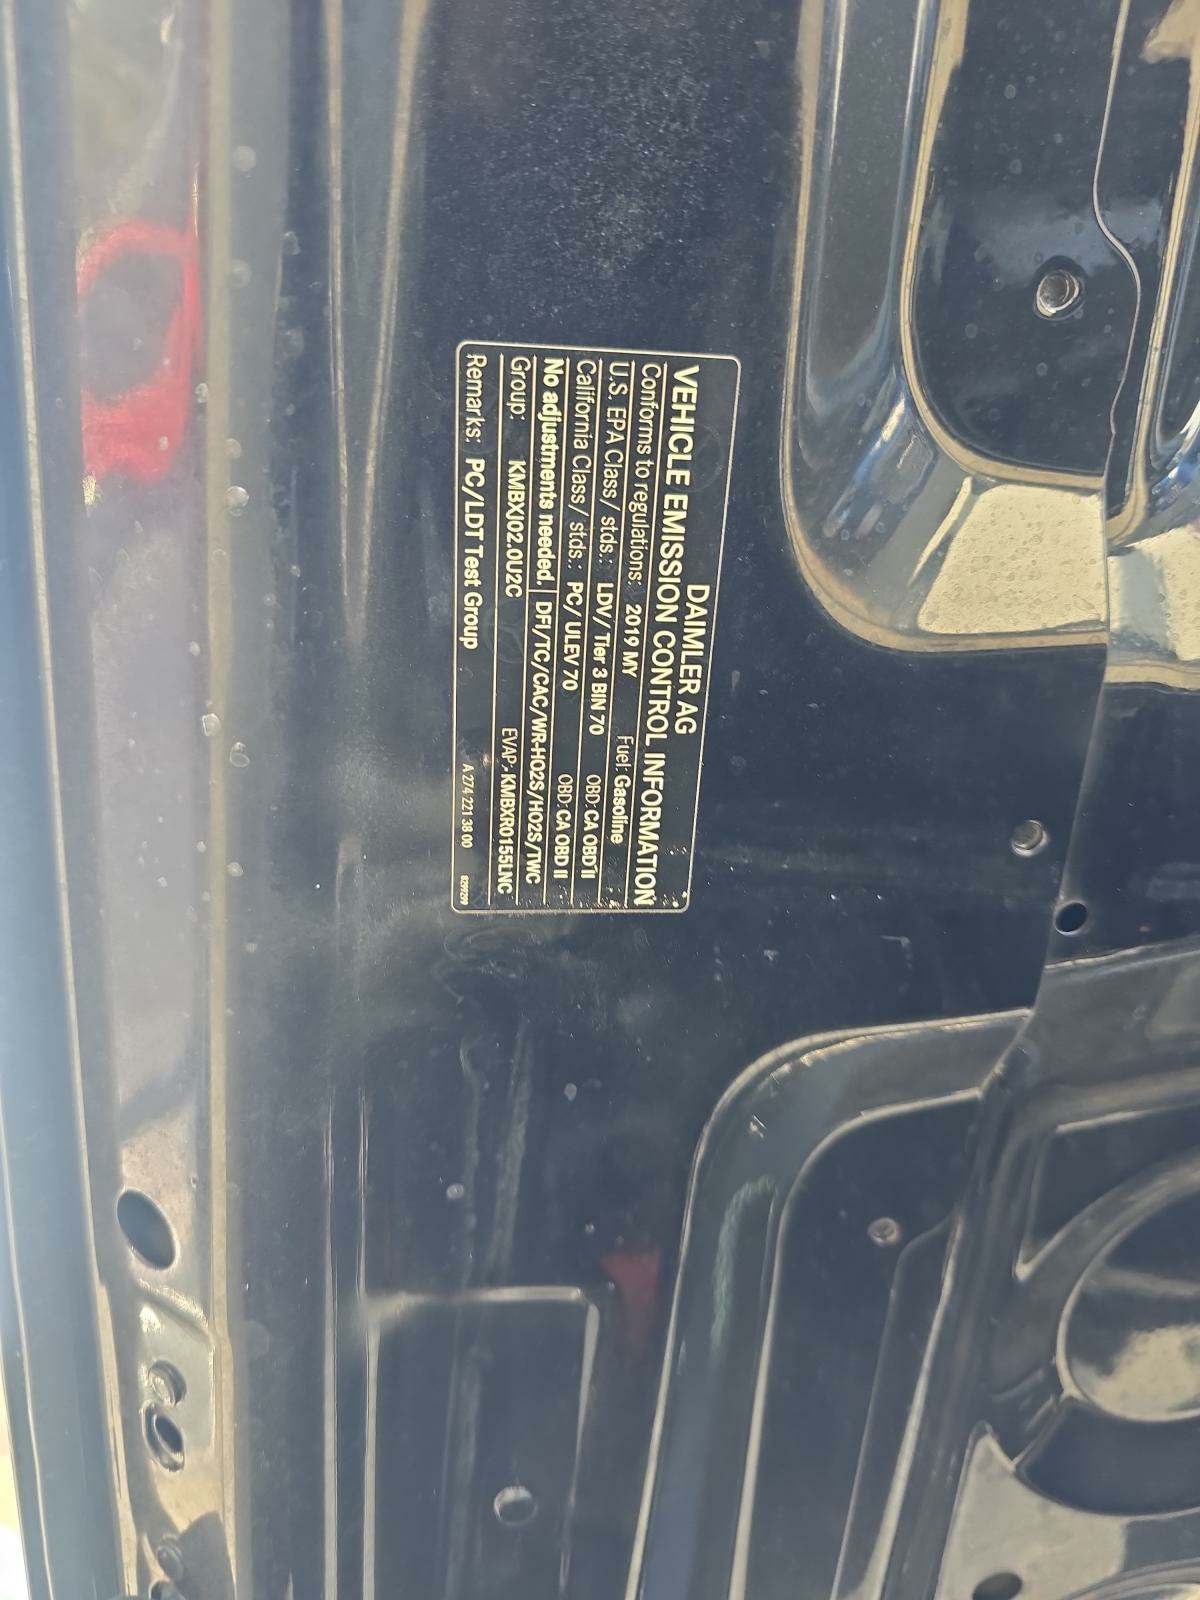 DAIMLER AG
VEHICLE EMISSION CONTROL INFORMATION
Conforms to regulations: 2019 MY Fuel: Gasoline
U.S. EPA Class/ stds.: LDV/ Tier 3 BIN 70 OBD: CA OBD II
California Class/ stds.: PC/ ULEV 70 OBD: CA OBD II
No adjustments needed. DFI/TC/CAC/WR-HO2S/HO2S/TWC
Group: KMBXJ02.0U2C EVAP: KMBXR0155LNC
Remarks: PC/LDT Test Group A 274 221 38 00